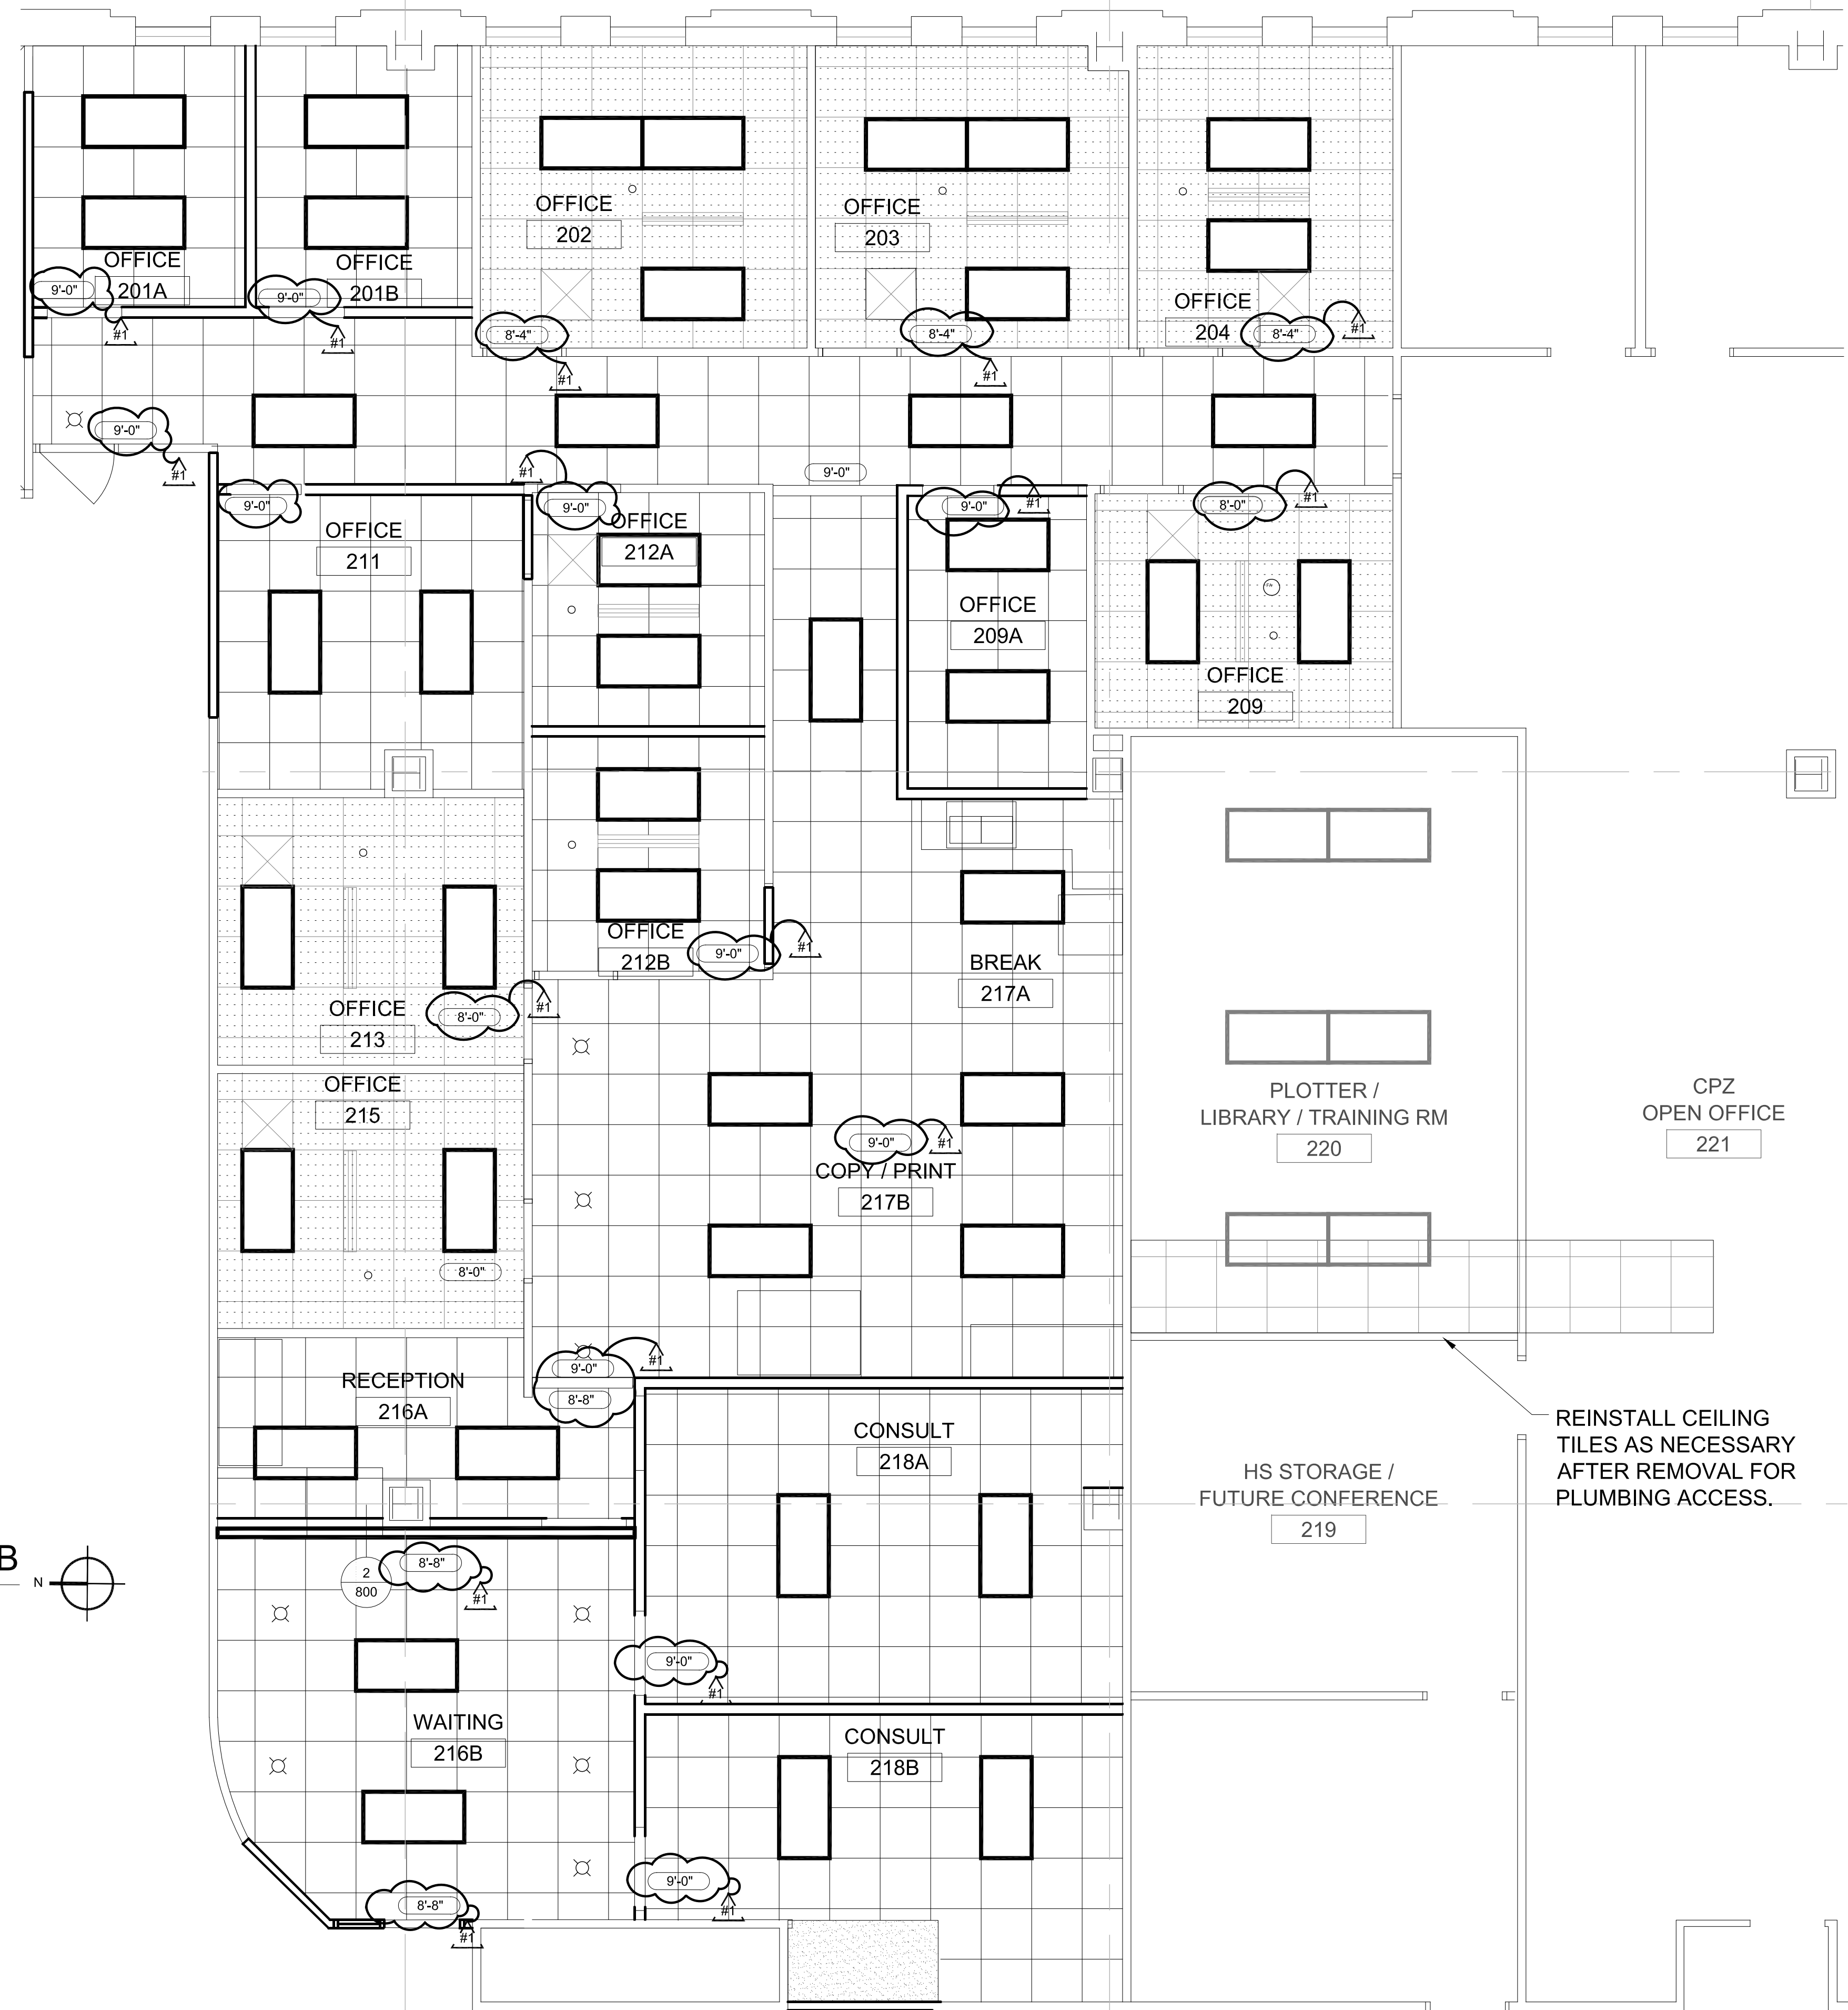 OFFICE
201A
9'-0"
#1
OFFICE
201B
9'-0"
#1
OFFICE
202
8'-4"
#1
OFFICE
203
8'-4"
#1
OFFICE
204
8'-4"
#1
9'-0"
#1
9'-0"
9'-0"
OFFICE
211
#1
9'-0"
OFFICE
212A
9'-0"
#1
OFFICE
209A
8'-0"
#1
OFFICE
209
OFFICE
212B
9'-0"
#1
BREAK
217A
OFFICE
213
8'-0"
#1
OFFICE
215
8'-0"
9'-0"
#1
COPY / PRINT
217B
PLOTTER /
LIBRARY / TRAINING RM
220
CPZ
OPEN OFFICE
221
9'-0"
8'-8"
#1
RECEPTION
216A
CONSULT
218A
HS STORAGE /
FUTURE CONFERENCE
219
REINSTALL CEILING
TILES AS NECESSARY
AFTER REMOVAL FOR
PLUMBING ACCESS.
B
N
2
800
8'-8"
#1
9'-0"
#1
WAITING
216B
CONSULT
218B
9'-0"
#1
8'-8"
#1